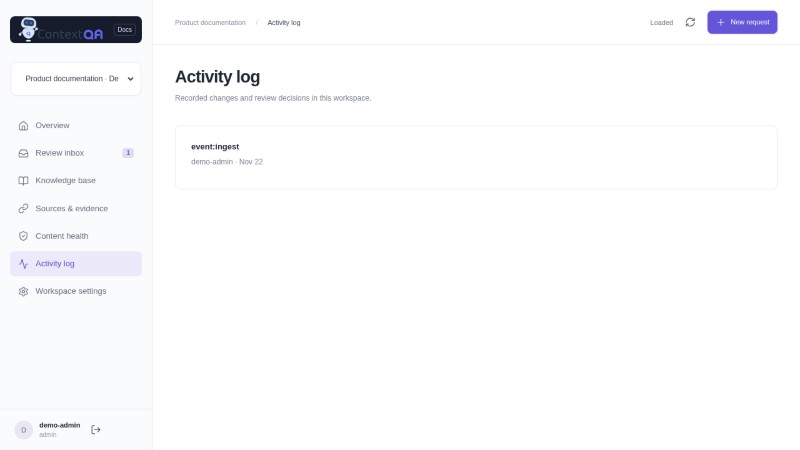 ContextQA
Docs
Product documentation · De
Overview
Review inbox 1
Knowledge base
Sources & evidence
Content health
Activity log
Workspace settings
D
demo-admin
admin
Product documentation / Activity log
Loaded
New request
Activity log
Recorded changes and review decisions in this workspace.
event:ingest
demo-admin · Nov 22